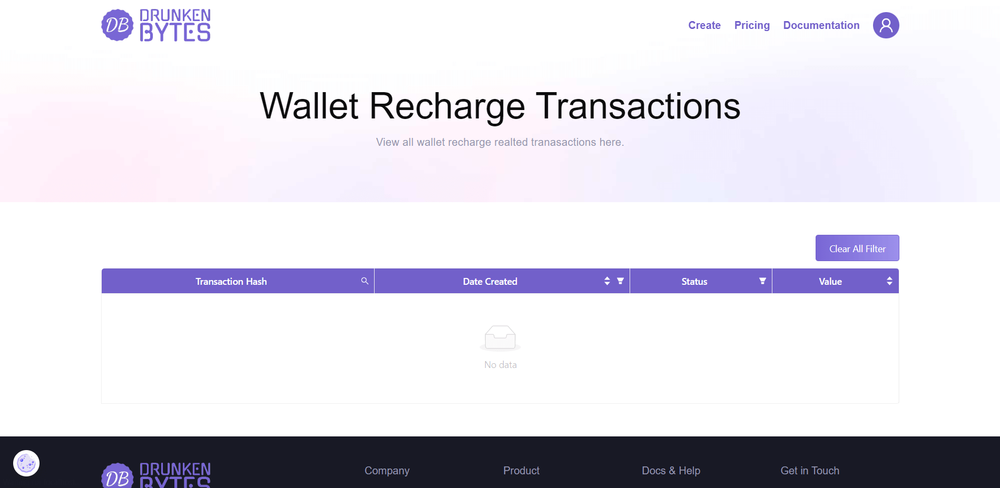 DB DRUNKEN BYTES
Create Pricing Documentation
Wallet Recharge Transactions
View all wallet recharge realted tranasactions here.
Clear All Filter
Transaction Hash Date Created Status Value
No data
DB DRUNKEN BYTES
Company Product Docs & Help Get in Touch